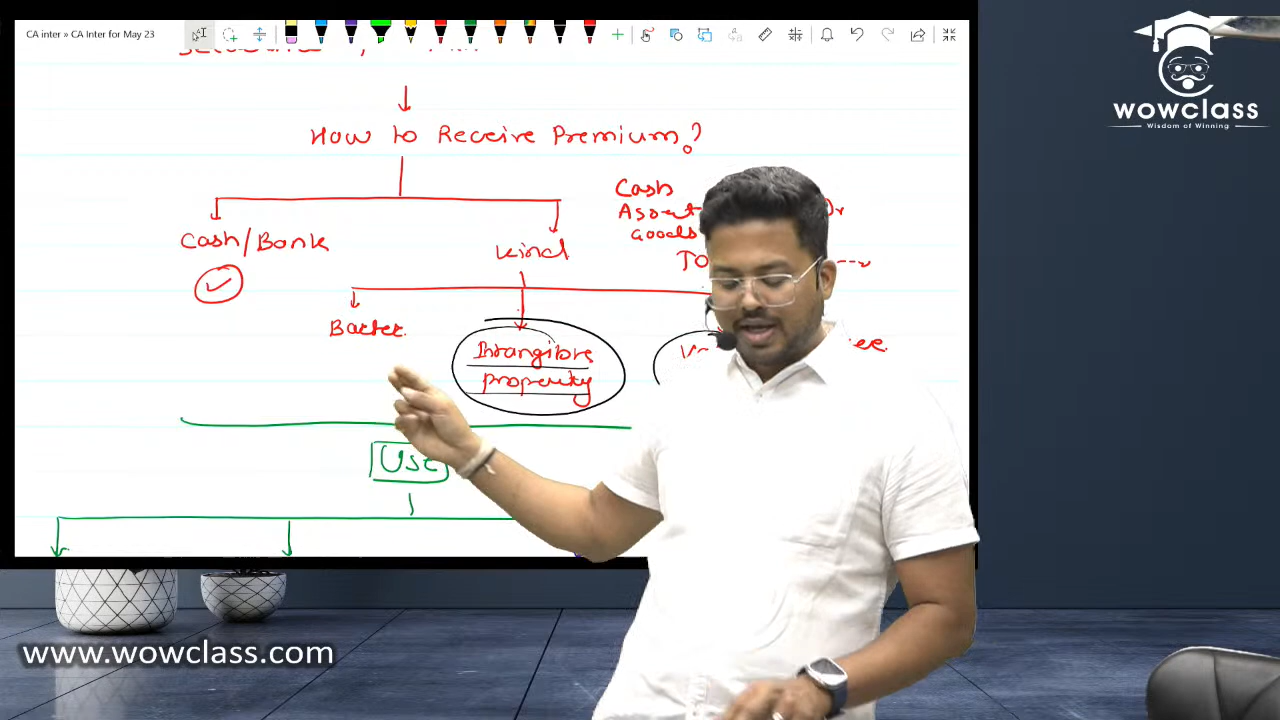 CA inter » CA Inter for May 23
wowclass
Wisdom of Winning
How to Receive Premium?
Cash
Goods
TO
Cash/Bank
Kind
Barter
Intangible
property
Use
www.wowclass.com